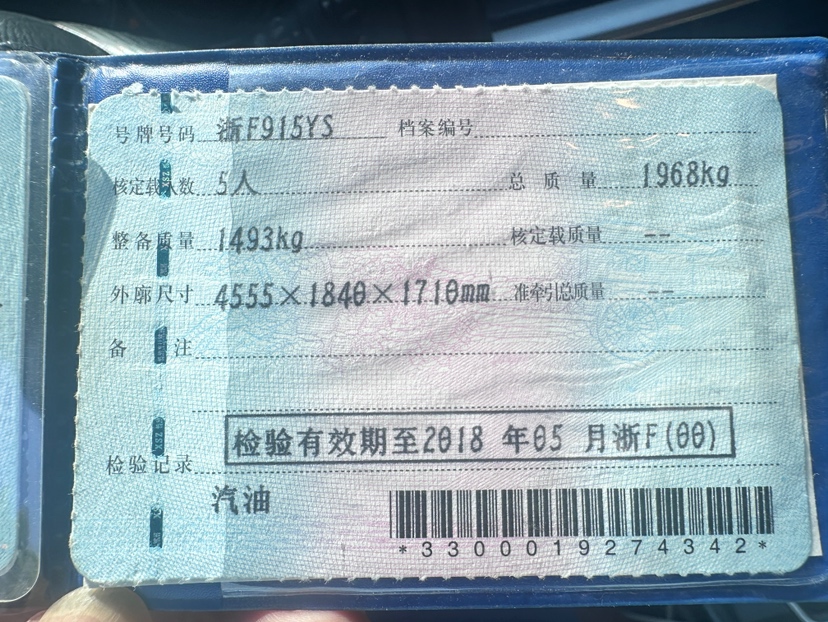 号牌号码 浙F915YS 档案编号
核定载人数 5人 总质量 1968kg
整备质量 1493kg 核定载质量 --
外廓尺寸 4555×1840×1710mm 准牵引总质量 --
备注
检验有效期至2018 年05 月浙F(00)
检验记录
汽油
*3300019274342*